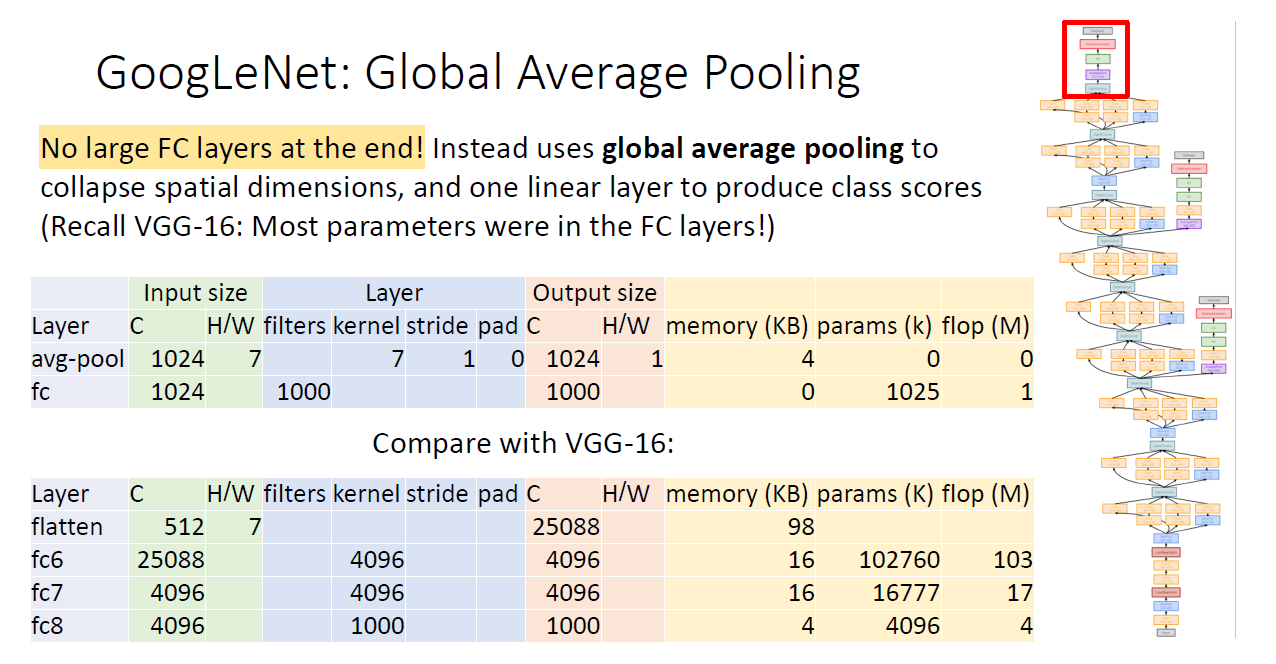 GoogLeNet: Global Average Pooling
No large FC layers at the end! Instead uses global average pooling to
collapse spatial dimensions, and one linear layer to produce class scores
(Recall VGG-16: Most parameters were in the FC layers!)
Input size Layer Output size
Layer C H/W filters kernel stride pad C H/W memory (KB) params (k) flop (M)
avg-pool 1024 7 7 1 0 1024 1 4 0 0
fc 1024 1000 1000 0 1025 1
Compare with VGG-16:
Layer C H/W filters kernel stride pad C H/W memory (KB) params (K) flop (M)
flatten 512 7 25088 98
fc6 25088 4096 4096 16 102760 103
fc7 4096 4096 4096 16 16777 17
fc8 4096 1000 1000 4 4096 4